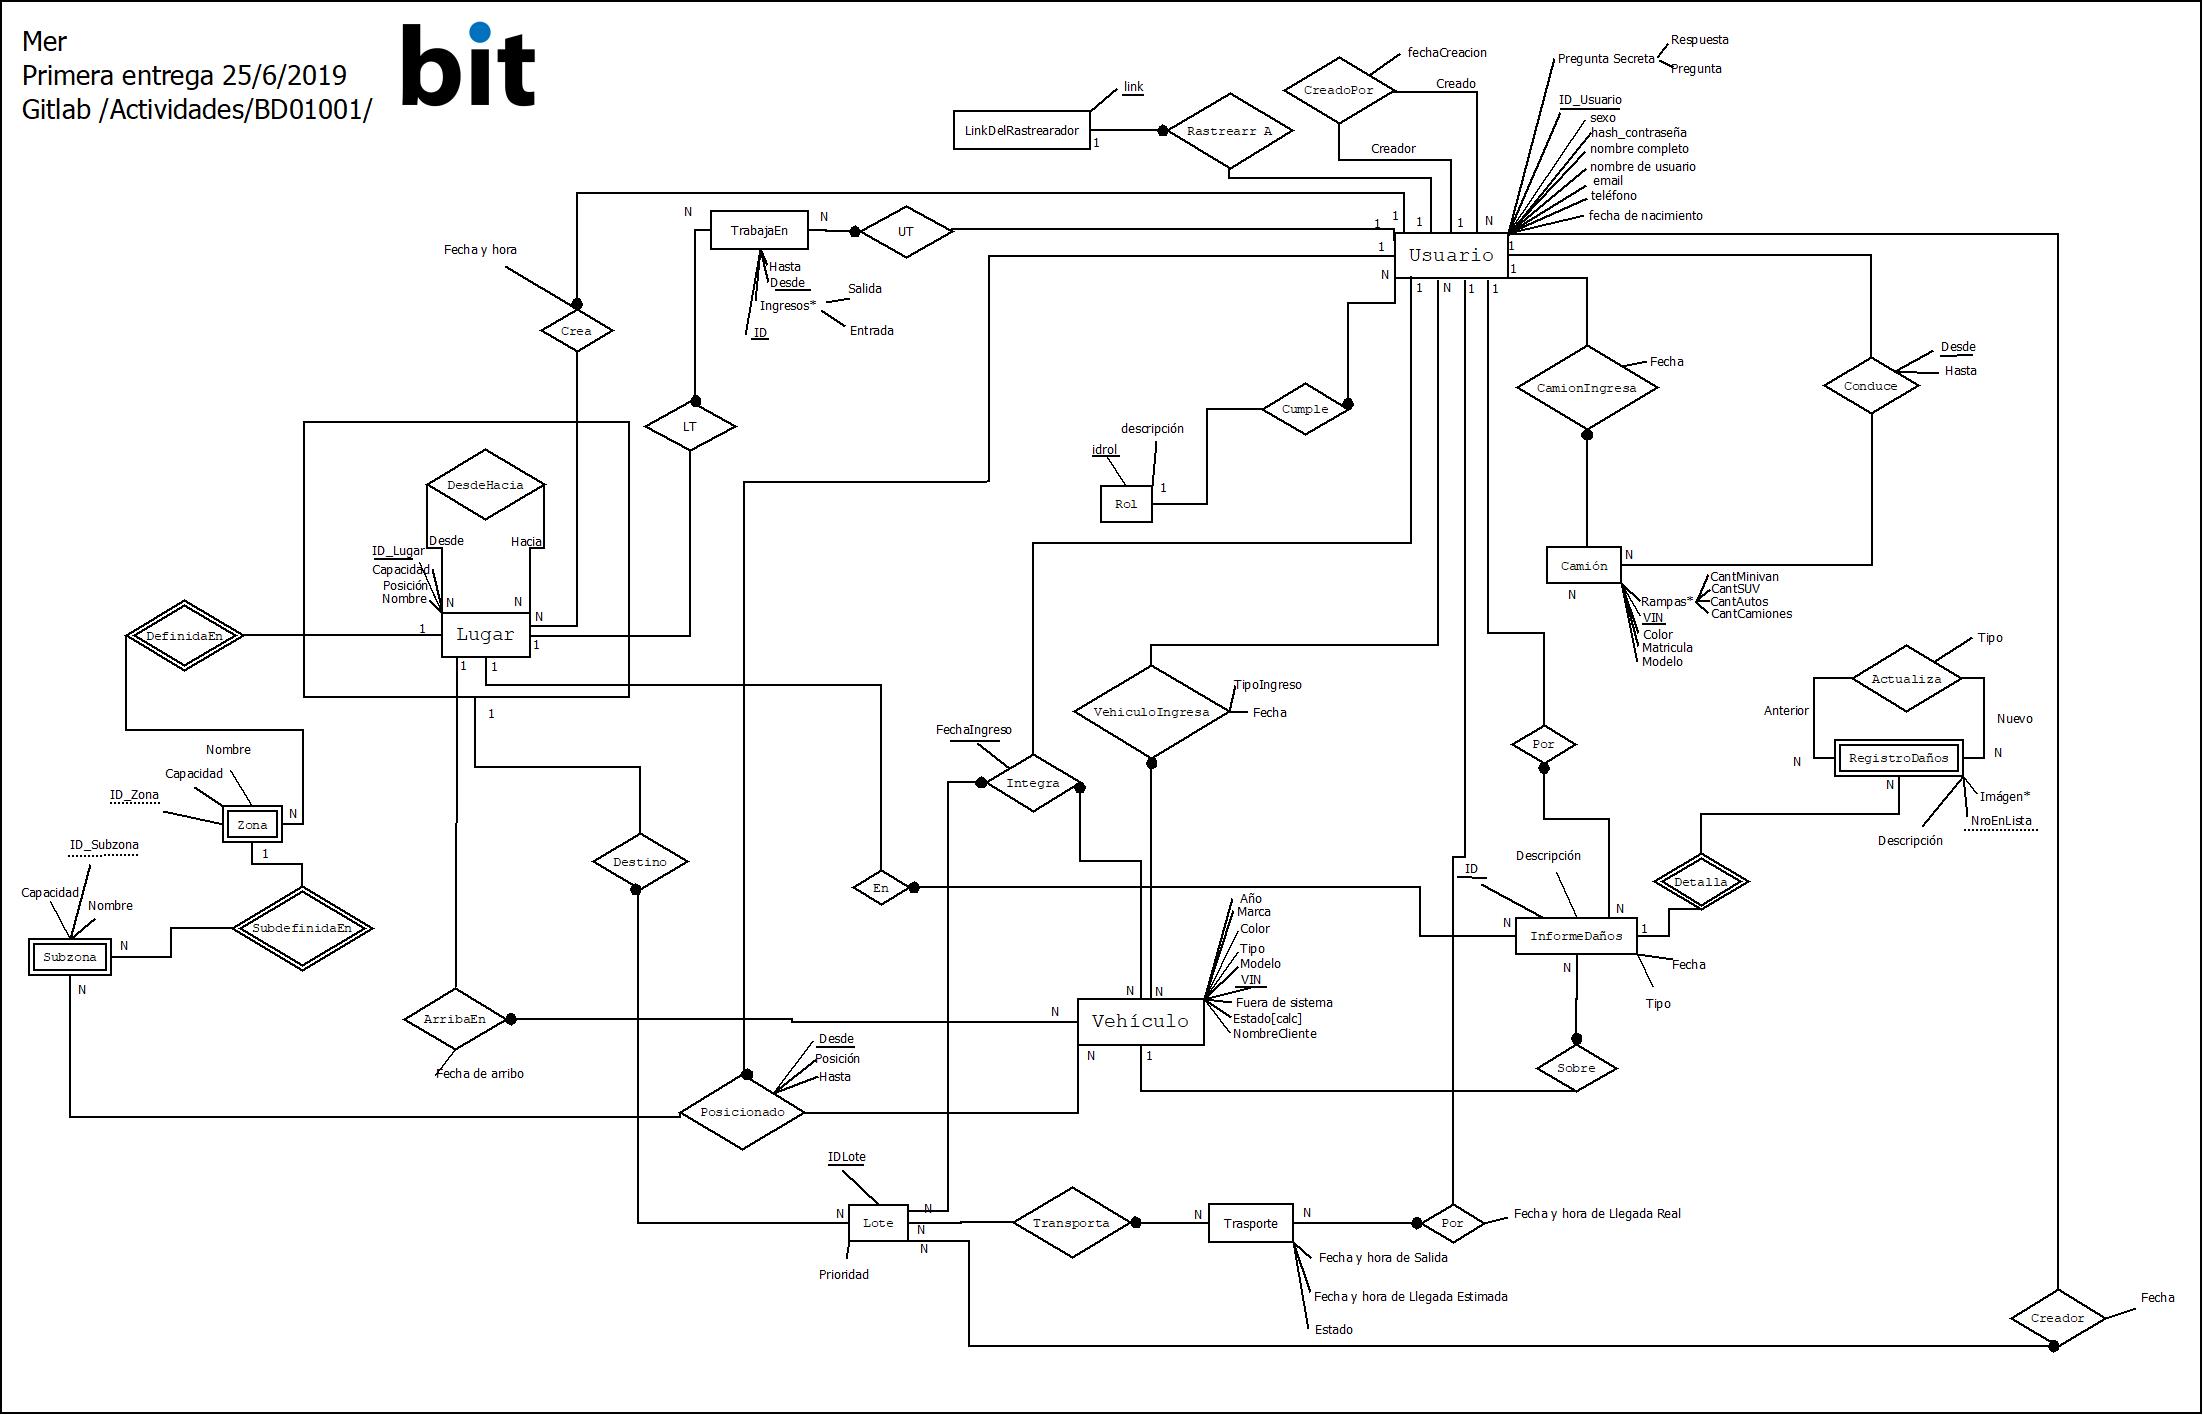 Mer
Primera entrega 25/6/2019
Gitlab /Actividades/BD01001/
bit
fechaCreacion
CreadoPor
Creado
Creador
link
LinkDelRastrearador
1
Rastrearr A
Respuesta
Pregunta Secreta
Pregunta
ID_Usuario
sexo
hash_contraseña
nombre completo
nombre de usuario
email
teléfono
fecha de nacimiento
N
TrabajaEn
N
UT
1
1
1
1
N
Usuario
1
1
1
N
1
N
1
1
Hasta
Desde
Ingresos*
Salida
Entrada
ID
Fecha y hora
Crea
LT
Cumple
descripción
idrol
Rol
1
CamionIngresa
Fecha
Conduce
Desde
Hasta
Camión
N
N
Rampas*
CantMinivan
CantSUV
CantAutos
CantCamiones
VIN
Color
Matricula
Modelo
DesdeHacia
Desde
Hacia
ID_Lugar
Capacidad
Posición
Nombre
N
N
N
Lugar
1
1
1
1
1
DefinidaEn
Nombre
Capacidad
ID_Zona
Zona
N
1
ID_Subzona
Capacidad
Nombre
Subzona
N
N
SubdefinidaEn
Destino
En
FechaIngreso
Integra
VehiculoIngresa
TipoIngreso
Fecha
Por
Actualiza
Tipo
Anterior
Nuevo
N
RegistroDaños
N
N
Imágen*
NroEnLista
Descripción
Detalla
ID
Descripción
N
N
InformeDaños
1
N
Fecha
Tipo
Sobre
Año
Marca
Color
Tipo
Modelo
VIN
Fuera de sistema
Estado[calc]
NombreCliente
N
N
N
Vehículo
N
1
ArribaEn
Fecha de arribo
Desde
Posición
Hasta
Posicionado
IDLote
N
Lote
N
N
N
Prioridad
Transporta
N
Trasporte
N
Por
Fecha y hora de Llegada Real
Fecha y hora de Salida
Fecha y hora de Llegada Estimada
Estado
Creador
Fecha